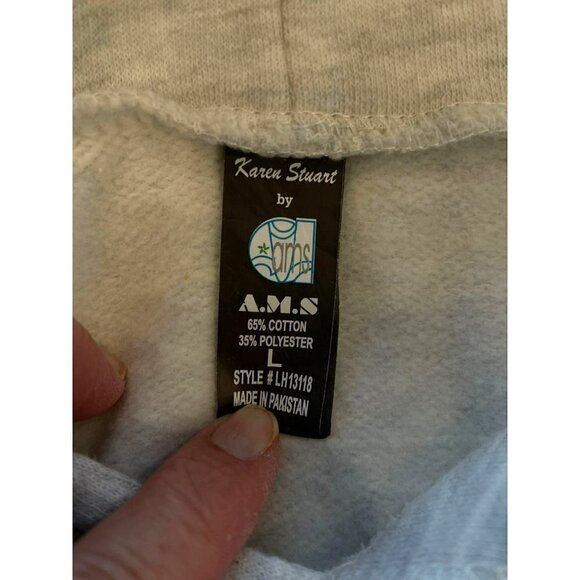 Karen Stuart
by
ams
A.M.S
65% COTTON
35% POLYESTER
L
STYLE # LH13118
MADE IN PAKISTAN